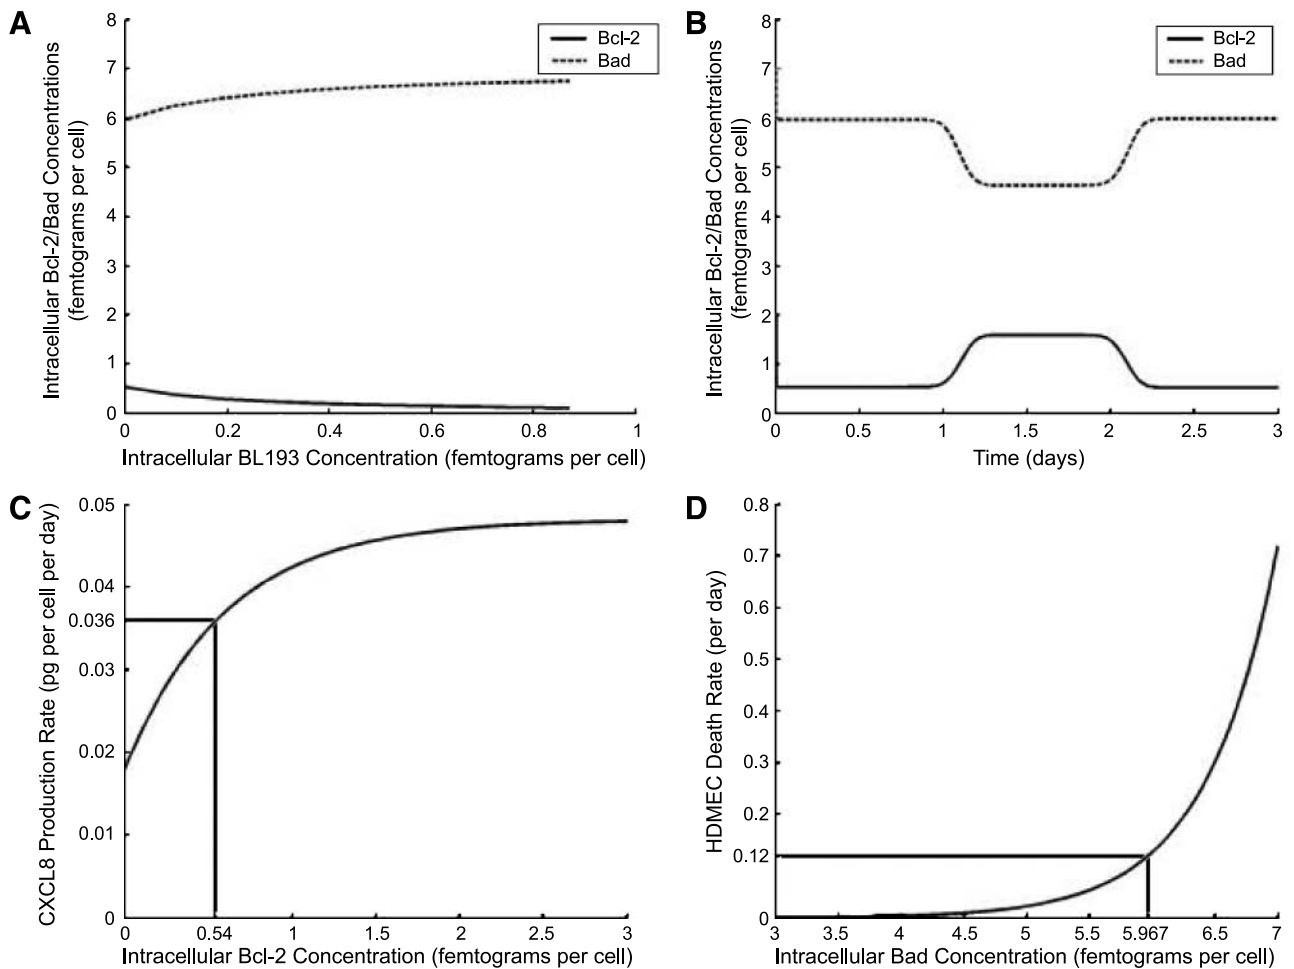 A
Intracellular Bcl-2/Bad Concentrations
(femtograms per cell)
8
7
6
5
4
3
2
1
0
Bcl-2
Bad
0 0.2 0.4 0.6 0.8 1
Intracellular BL193 Concentration (femtograms per cell)
B
Intracellular Bcl-2/Bad Concentrations
(femtograms per cell)
8
7
6
5
4
3
2
1
0
Bcl-2
Bad
0 0.5 1 1.5 2 2.5 3
Time (days)
C
CXCL8 Production Rate (pg per cell per day)
0.05
0.04
0.036
0.03
0.02
0.01
0
0 0.54 1 1.5 2 2.5 3
Intracellular Bcl-2 Concentration (femtograms per cell)
D
HDMEC Death Rate (per day)
0.8
0.7
0.6
0.5
0.4
0.3
0.2
0.12
0
3 3.5 4 4.5 5 5.5 5.967 6.5 7
Intracellular Bad Concentration (femtograms per cell)